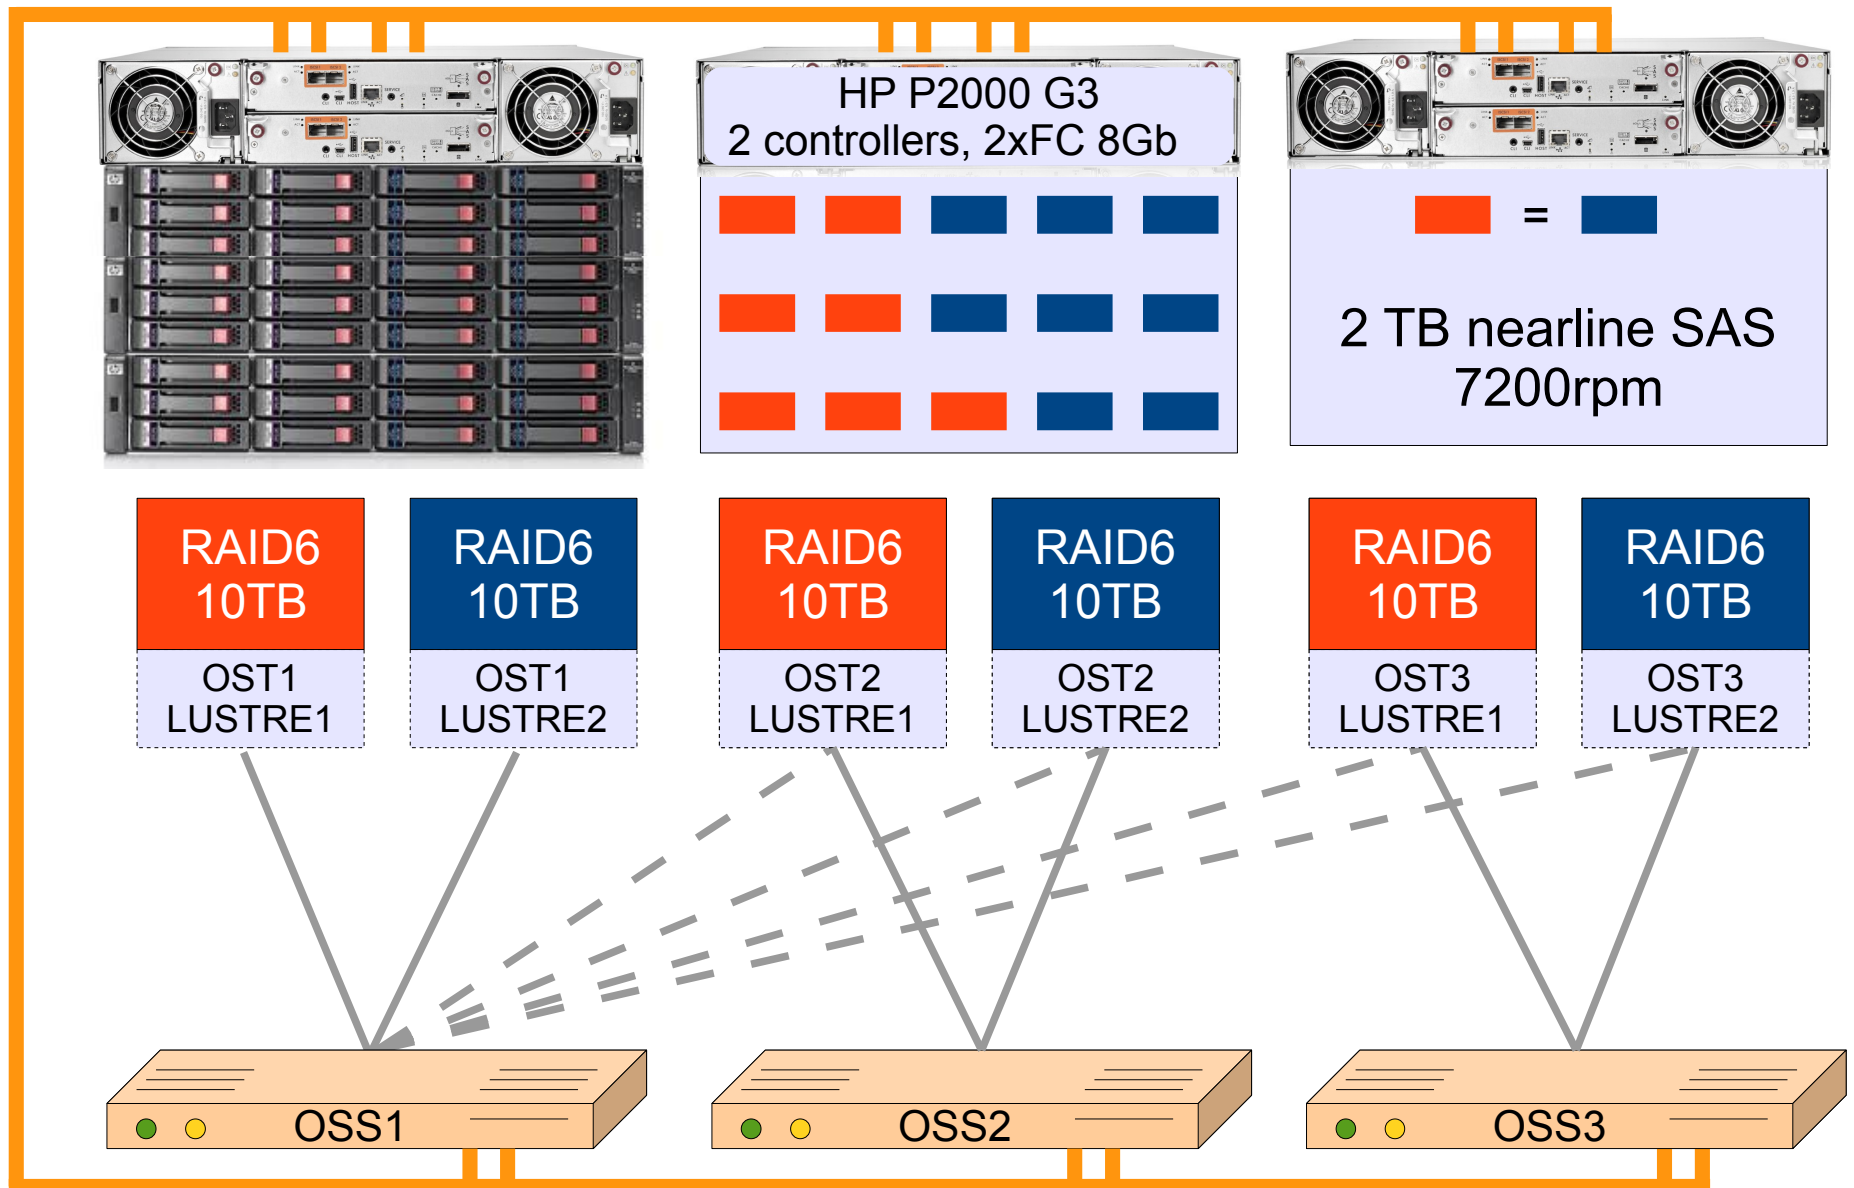 HP P2000 G3
2 controllers, 2xFC 8Gb
=
2 TB nearline SAS
7200rpm
RAID6
10TB
OST1
LUSTRE1
RAID6
10TB
OST1
LUSTRE2
RAID6
10TB
OST2
LUSTRE1
RAID6
10TB
OST2
LUSTRE2
RAID6
10TB
OST3
LUSTRE1
RAID6
10TB
OST3
LUSTRE2
OSS1
OSS2
OSS3